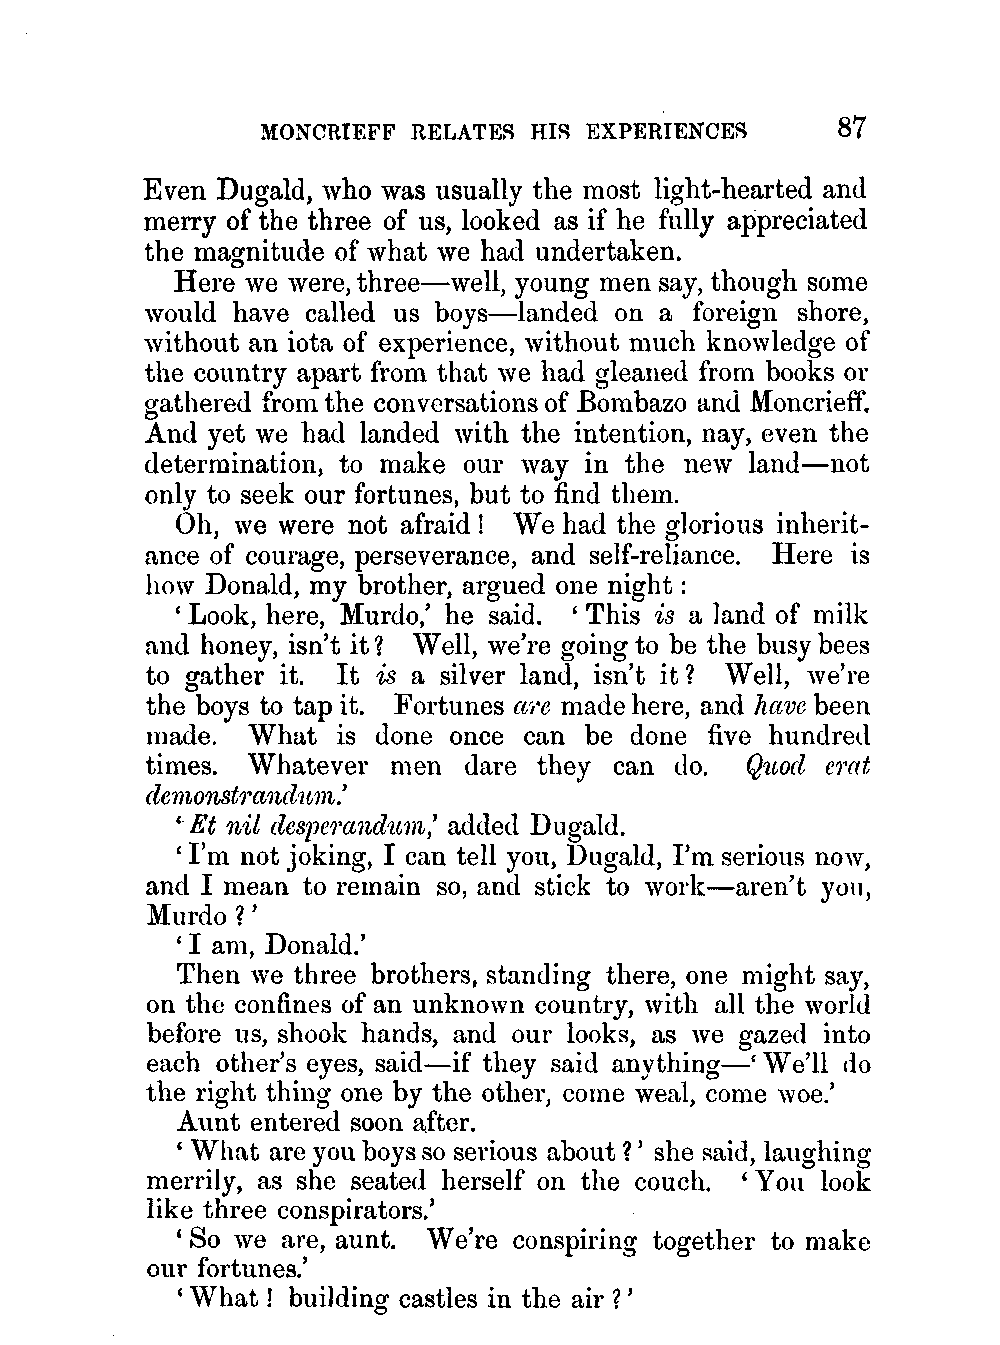 MONCRIEFF RELATES HIS EXPERIENCES 87
Even Dugald, who was usually the most light-hearted and
merry of the three of us, looked as if he fully appreciated
the magnitude of what we had undertaken.
Here we were, three—well, young men say, though some
would have called us boys—landed on a foreign shore,
without an iota of experience, without much knowledge of
the country apart from that we had gleaned from books or
gathered from the conversations of Bombazo and Moncrieff.
And yet we had landed with the intention, nay, even the
determination, to make our way in the new land—not
only to seek our fortunes, but to find them.
Oh, we were not afraid! We had the glorious inherit-
ance of courage, perseverance, and self-reliance. Here is
how Donald, my brother, argued one night:
‘Look, here, Murdo,’ he said. ‘This is a land of milk
and honey, isn’t it? Well, we’re going to be the busy bees
to gather it. It is a silver land, isn’t it? Well, we’re
the boys to tap it. Fortunes are made here, and have been
made. What is done once can be done five hundred
times. Whatever men dare they can do. Quod erat
demonstrandum.’
‘Et nil desperandum,’ added Dugald.
‘I’m not joking, I can tell you, Dugald, I’m serious now,
and I mean to remain so, and stick to work—aren’t you,
Murdo?’
‘I am, Donald.’
Then we three brothers, standing there, one might say,
on the confines of an unknown country, with all the world
before us, shook hands, and our looks, as we gazed into
each other’s eyes, said—if they said anything—‘We’ll do
the right thing one by the other, come weal, come woe.’
Aunt entered soon after.
‘What are you boys so serious about?’ she said, laughing
merrily, as she seated herself on the couch. ‘You look
like three conspirators.’
‘So we are, aunt. We’re conspiring together to make
our fortunes.’
‘What! building castles in the air?’